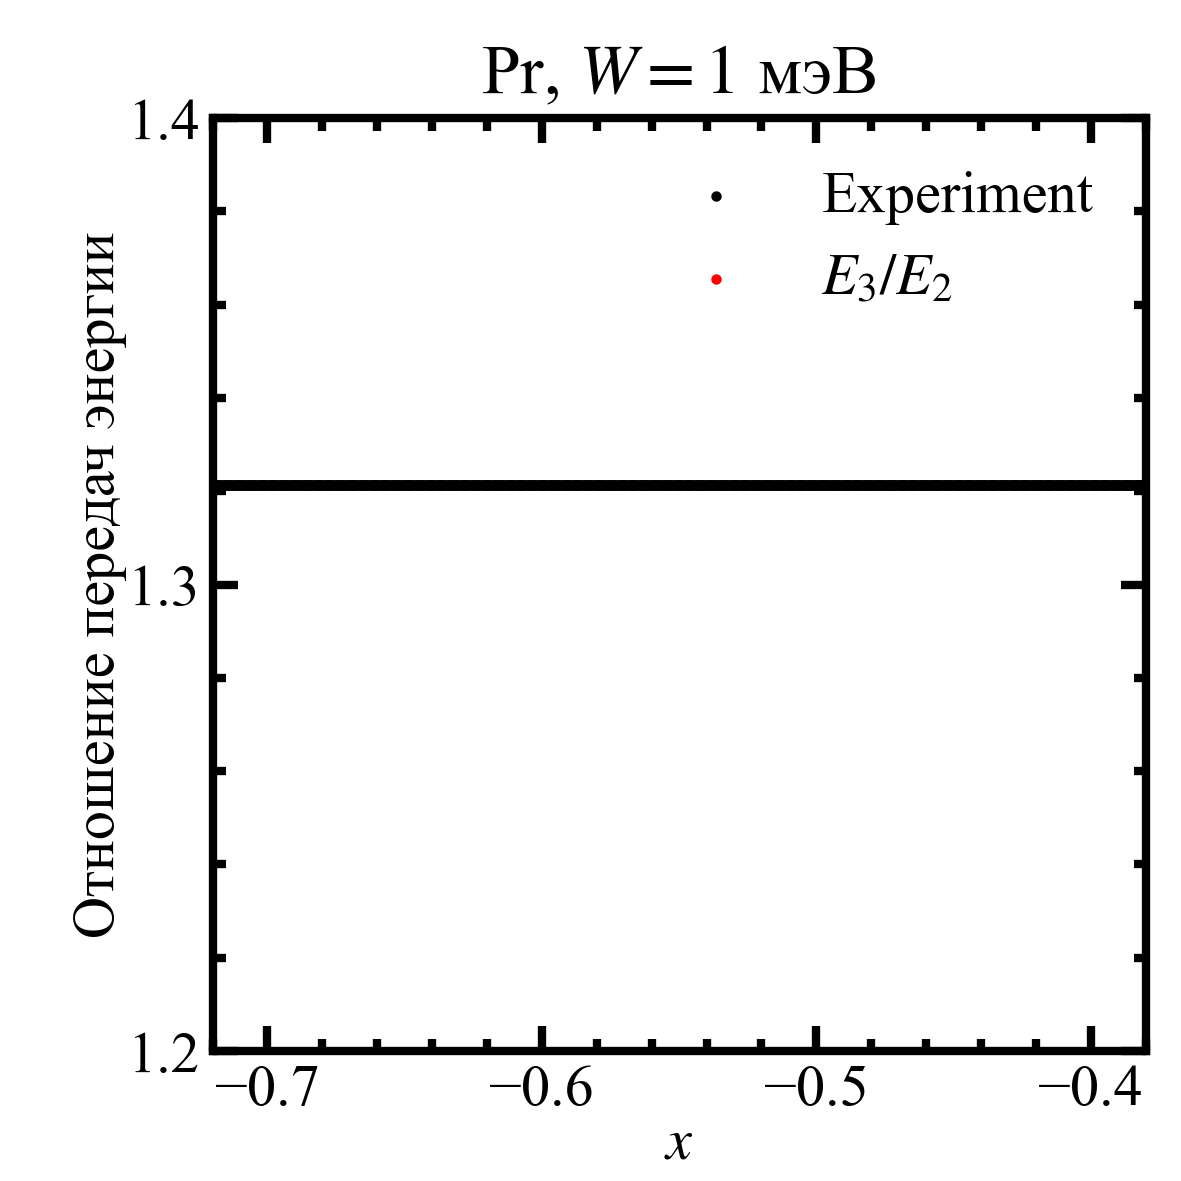 Pr, W = 1 мэВ
1.4
Experiment
E₃/E₂
Отношение передач энергии
1.3
1.2
−0.7 −0.6 −0.5 −0.4
x